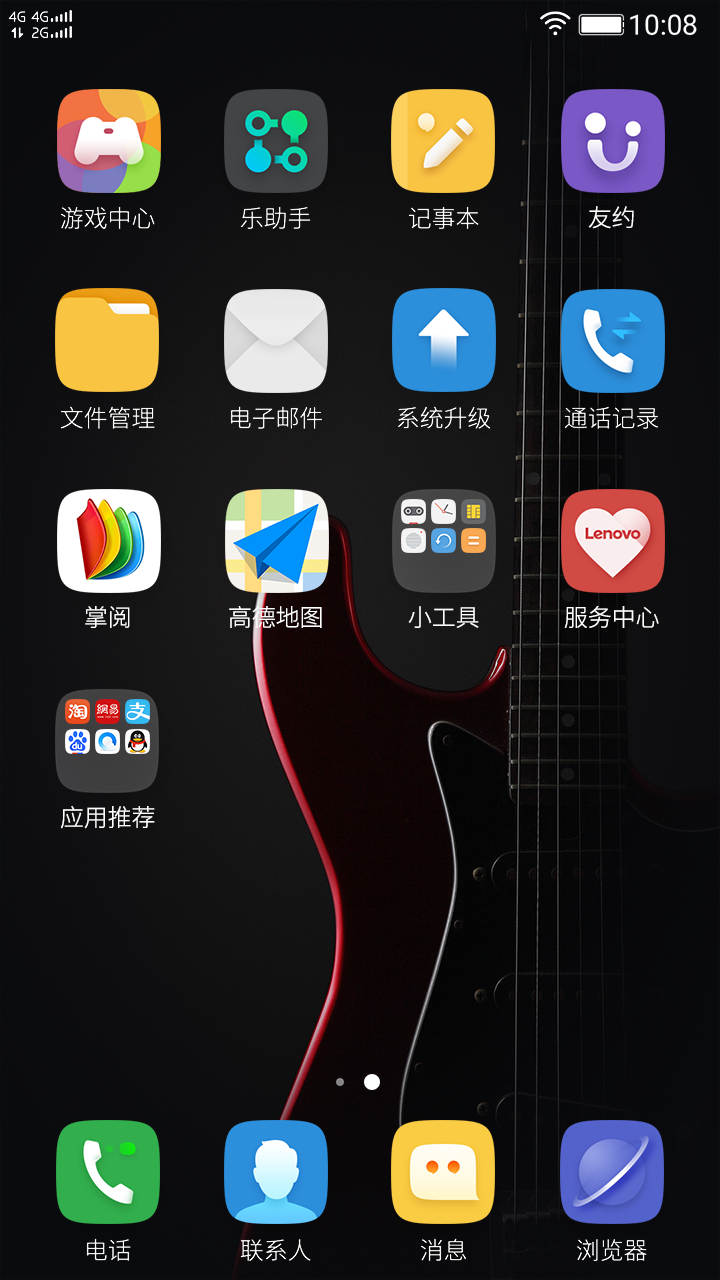 4G 4G 10:08
2G
游戏中心 乐助手 记事本 友约
文件管理 电子邮件 系统升级 通话记录
Lenovo
掌阅 高德地图 小工具 服务中心
淘 網易 支
du
应用推荐
电话 联系人 消息 浏览器